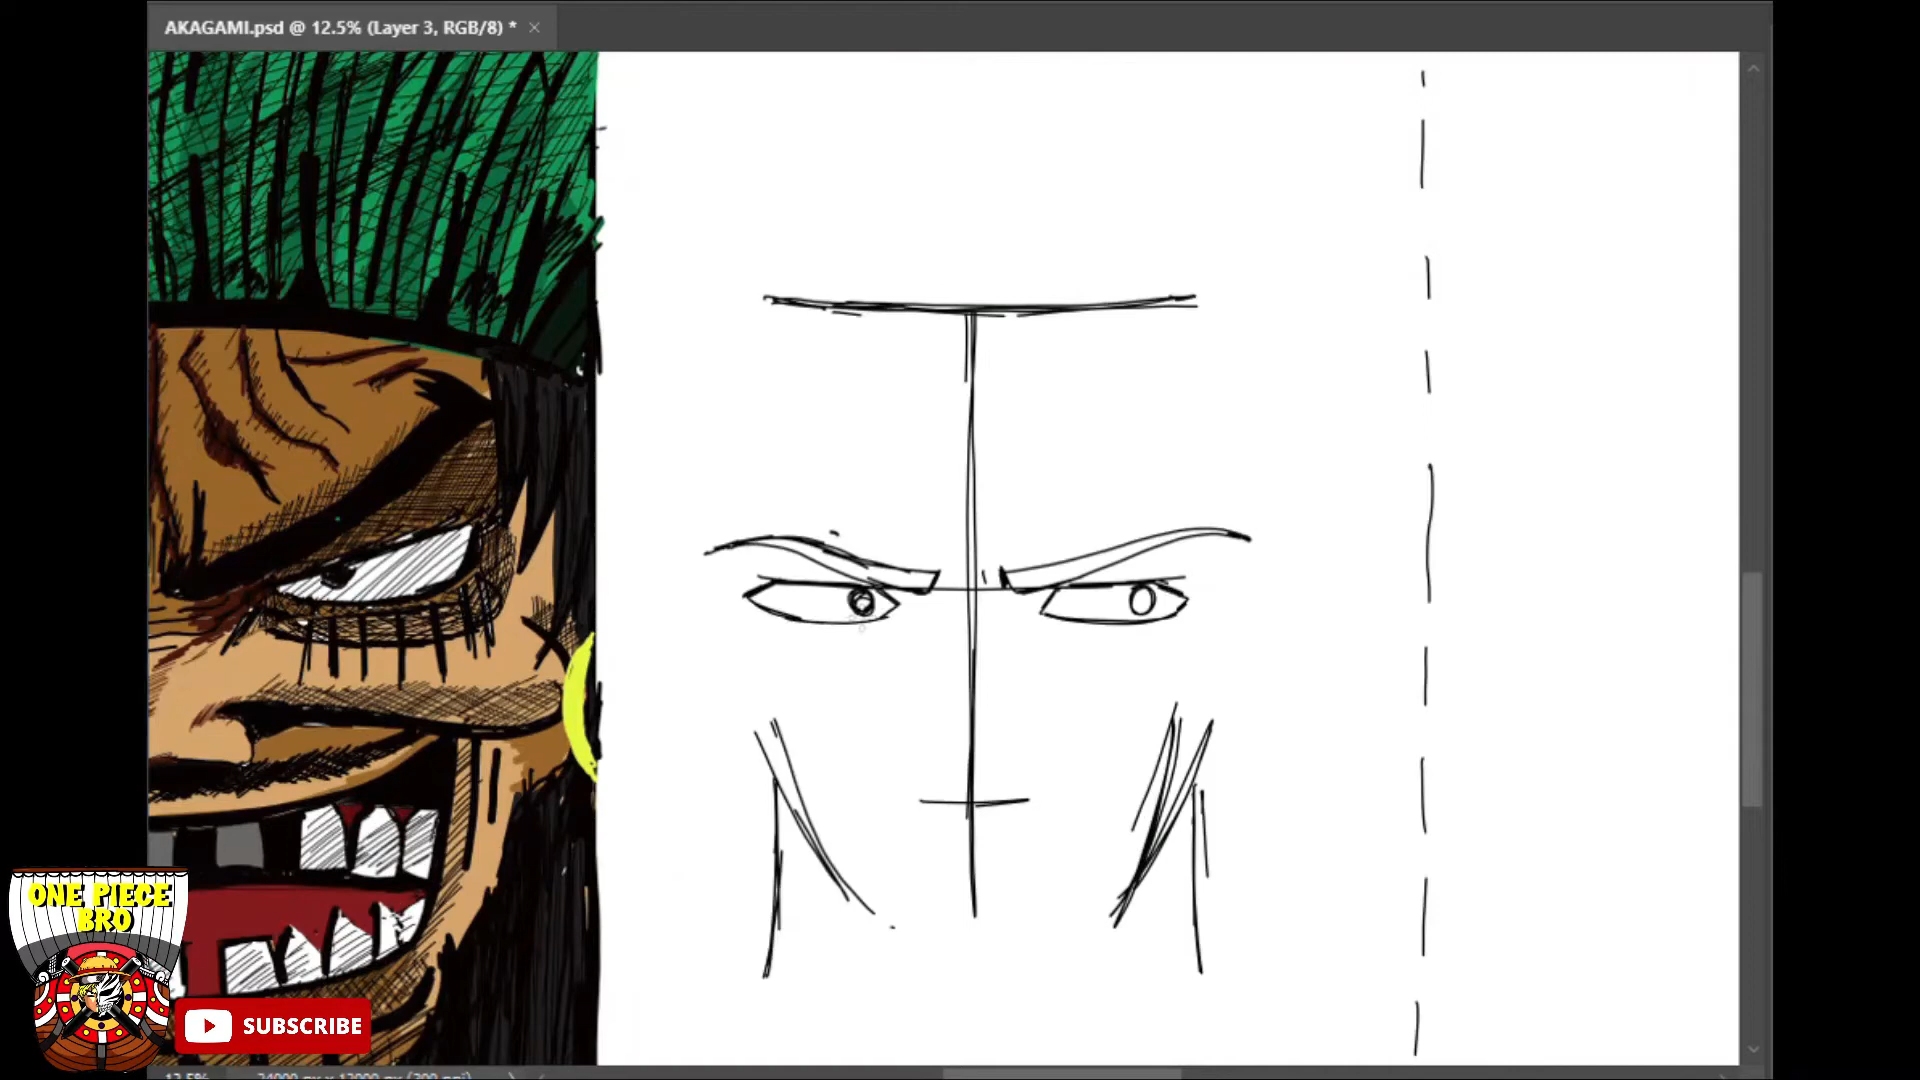 AKAGAMI.psd @ 12.5% (Layer 3, RGB/8) *
ONE PIECE
BRO
SUBSCRIBE